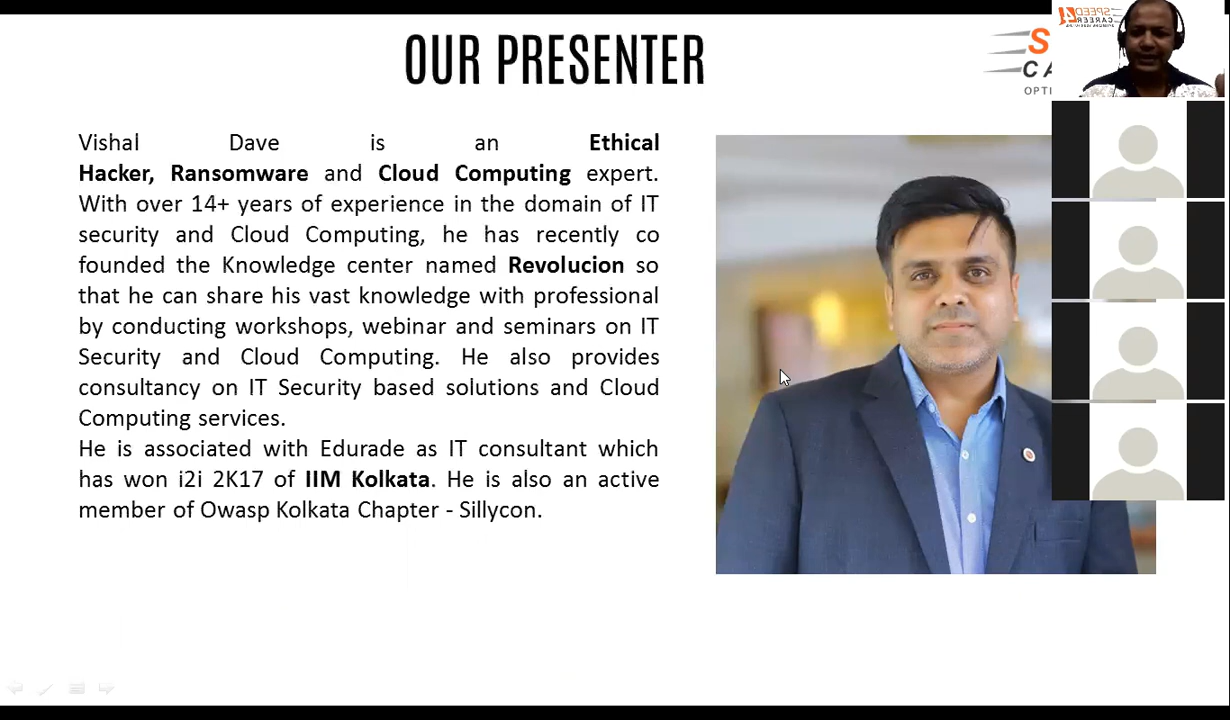 OUR PRESENTER
S
CA
OPTI
SPEED
CAREER
Vishal Dave is an Ethical
Hacker, Ransomware and Cloud Computing expert.
With over 14+ years of experience in the domain of IT
security and Cloud Computing, he has recently co
founded the Knowledge center named Revolucion so
that he can share his vast knowledge with professional
by conducting workshops, webinar and seminars on IT
Security and Cloud Computing. He also provides
consultancy on IT Security based solutions and Cloud
Computing services.
He is associated with Edurade as IT consultant which
has won i2i 2K17 of IIM Kolkata. He is also an active
member of Owasp Kolkata Chapter - Sillycon.